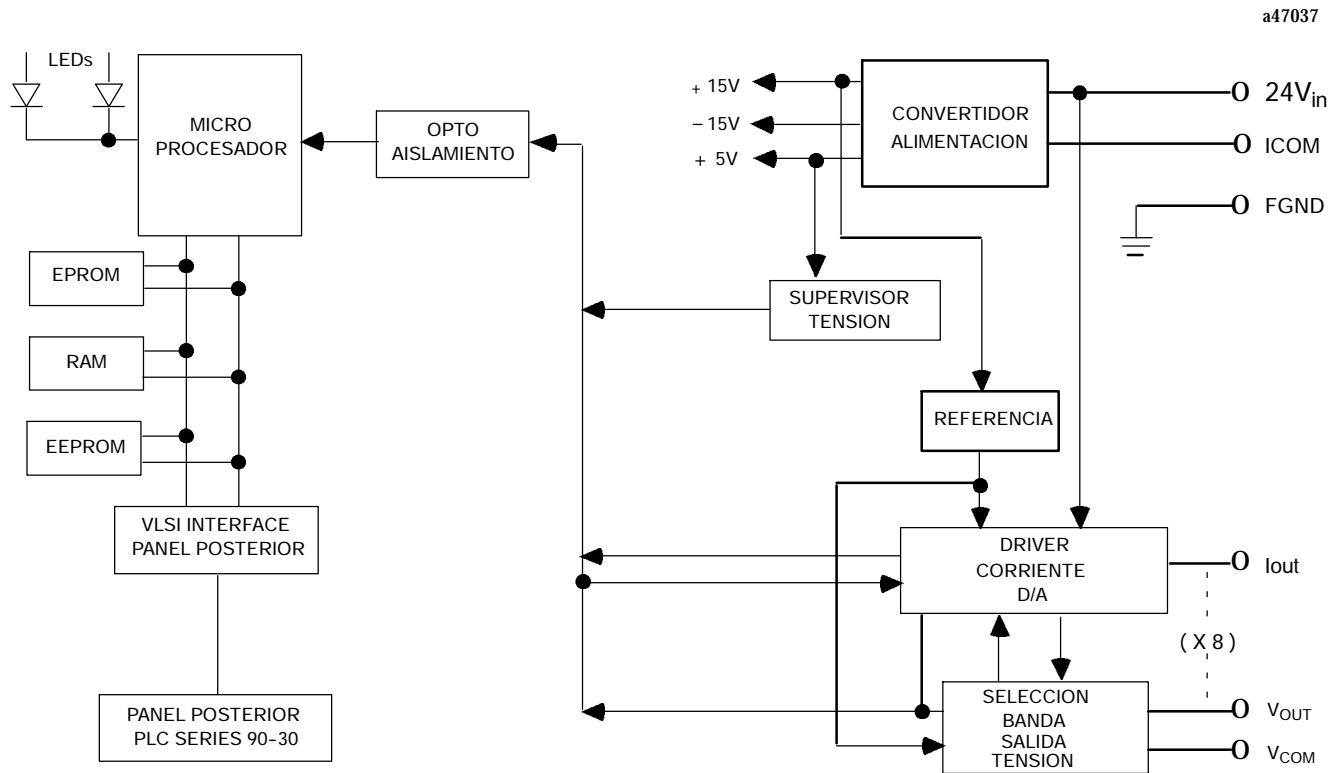 a47037
LEDs
MICRO
PROCESADOR
OPTO
AISLAMIENTO
+ 15V
– 15V
+ 5V
CONVERTIDOR
ALIMENTACION
O 24Vin
O ICOM
O FGND
EPROM
RAM
EEPROM
SUPERVISOR
TENSION
REFERENCIA
VLSI INTERFACE
PANEL POSTERIOR
DRIVER
CORRIENTE
D/A
O Iout
( X 8 )
PANEL POSTERIOR
PLC SERIES 90-30
SELECCION
BANDA
SALIDA
TENSION
O VOUT
O VCOM